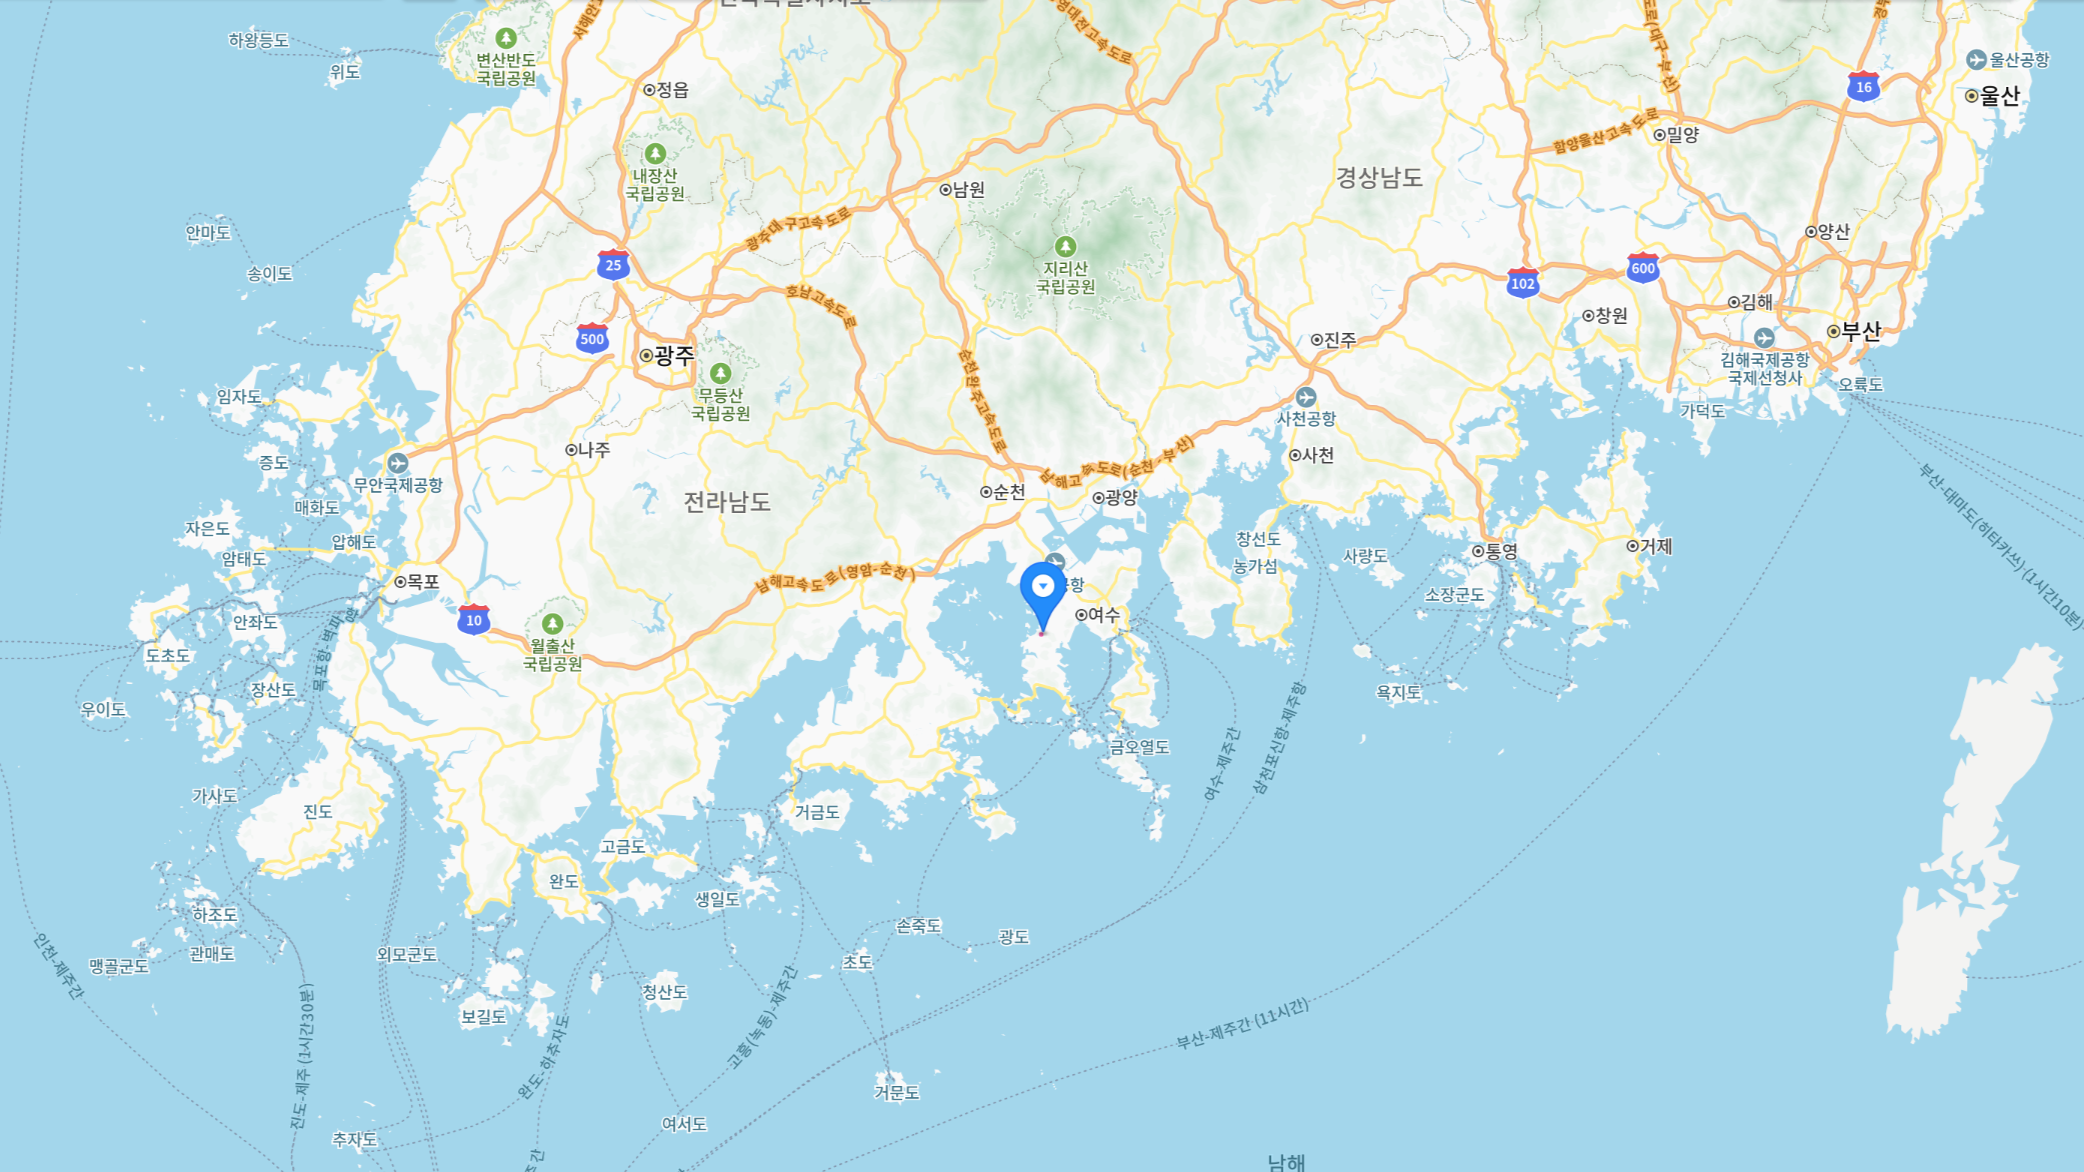 하왕등도
위도
변산반도
국립공원
서해안
정읍
영대전고속도로
울산공항
울산
16
밀양
함양울산고속도로
내장산
국립공원
남원
경상남도
안마도
송이도
광주대구고속도로
양산
지리산
국립공원
25
600
102
호남고속도로
김해
창원
500
광주
진주
부산
김해국제공항
국제선청사
무등산
국립공원
오륙도
임자도
순천완주고속도로
사천공항
가덕도
나주
증도
무안국제공항
남해고속도로(순천-부산)
사천
매화도
전라남도
순천
광양
자은도
압해도
암태도
창선도
농가섬
사량도
통영
거제
부산-대마도(히타카쓰) (1시간10분)
목포
남해고속도로(영암-순천)
공항
여수
소장군도
10
안좌도
도초도
월출산
국립공원
장산도
우이도
욕지도
금오열도
여수-제주간
삼천포신항-제주항
가사도
진도
거금도
고금도
완도
생일도
하조도
관매도
맹골군도
외모군도
손죽도
광도
초도
청산도
보길도
인천-제주간
진도-제주 (1시간30분)
완도-하추자도
고흥(녹동)-제주간
부산-제주간 (11시간)
거문도
여서도
추자도
남해